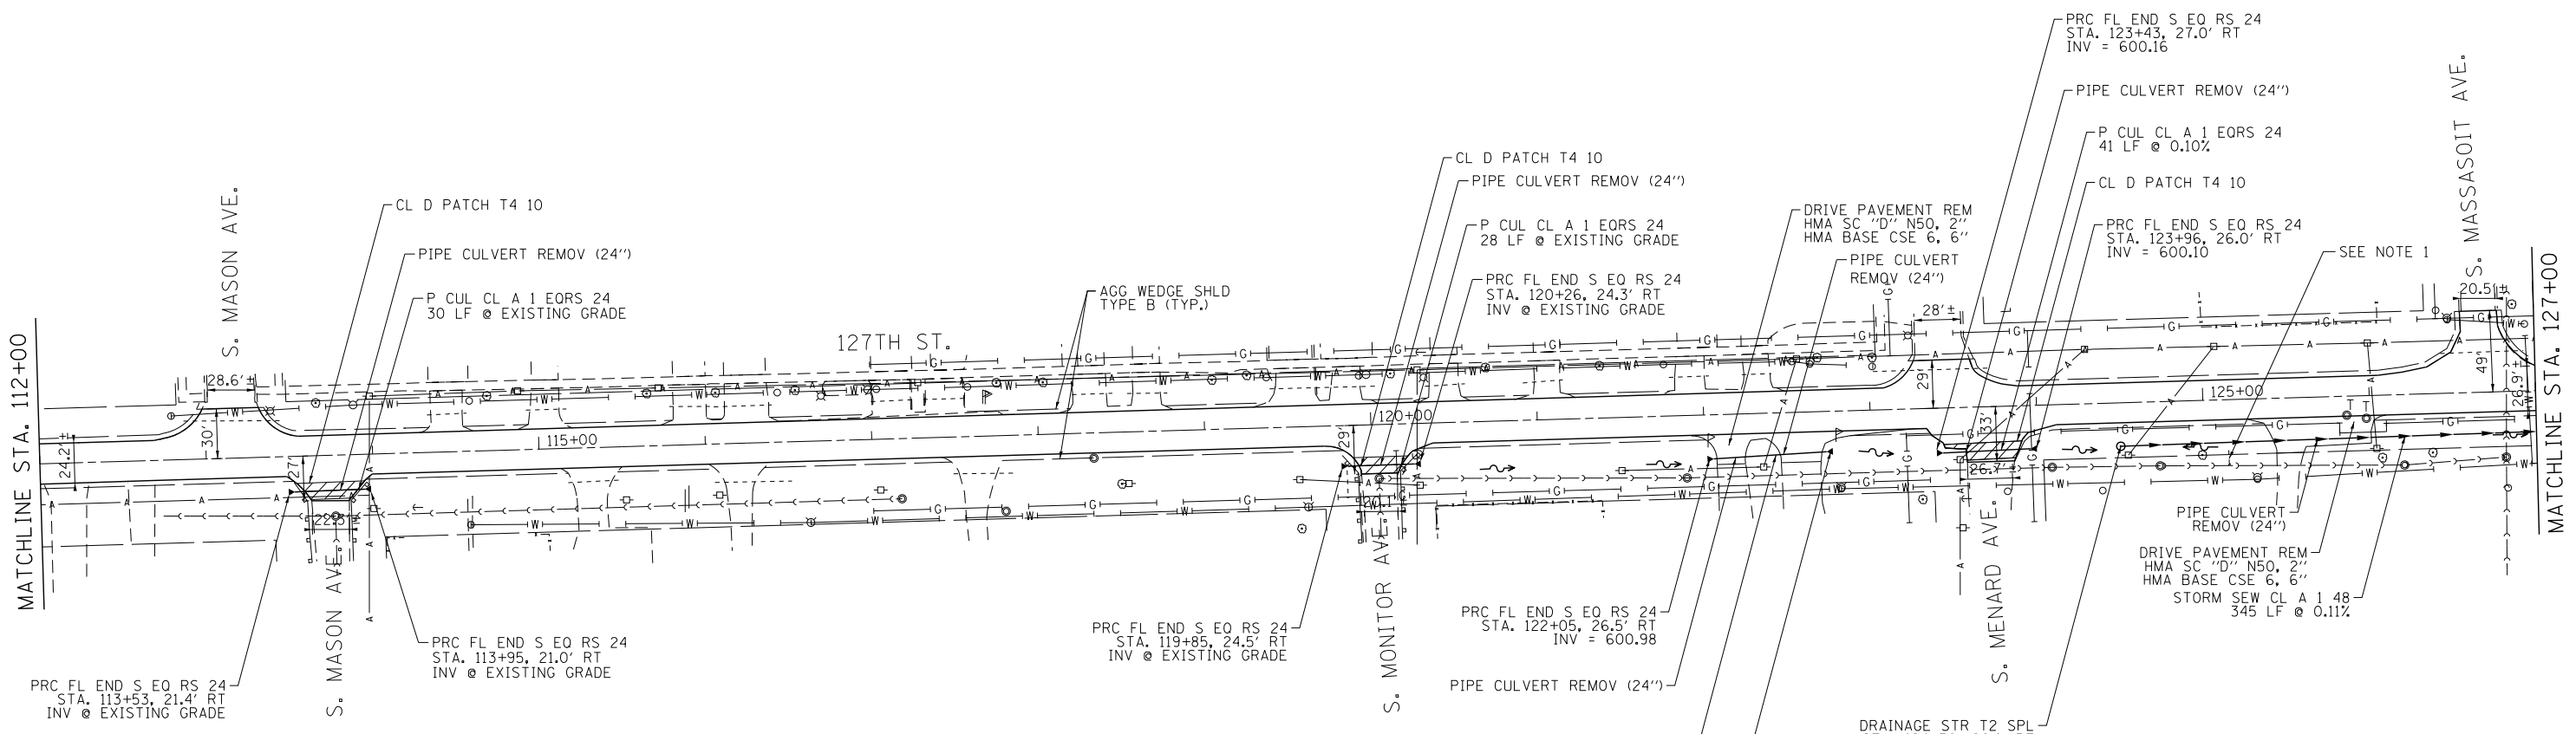 PRC FL END S EQ RS 24
STA. 123+43, 27.0' RT
INV = 600.16
PIPE CULVERT REMOV (24'')
P CUL CL A 1 EQRS 24
41 LF @ 0.10%
CL D PATCH T4 10
PRC FL END S EQ RS 24
STA. 123+96, 26.0' RT
INV = 600.10
SEE NOTE 1
S. MASSASOIT AVE.
20.5'±
49'
26.9'±
MATCHLINE STA. 127+00
CL D PATCH T4 10
PIPE CULVERT REMOV (24'')
P CUL CL A 1 EQRS 24
28 LF @ EXISTING GRADE
PRC FL END S EQ RS 24
STA. 120+26, 24.3' RT
INV @ EXISTING GRADE
DRIVE PAVEMENT REM
HMA SC "D" N50, 2''
HMA BASE CSE 6, 6''
PIPE CULVERT
REMOV (24'')
28'±
29'
33'
125+00
S. MASON AVE.
CL D PATCH T4 10
PIPE CULVERT REMOV (24'')
P CUL CL A 1 EQRS 24
30 LF @ EXISTING GRADE
AGG WEDGE SHLD
TYPE B (TYP.)
127TH ST.
MATCHLINE STA. 112+00
24.2'±
28.6'±
30'
27'
115+00
120+00
29'
22.5'
26.7'
S. MASON AVE.
S. MONITOR AVE.
S. MENARD AVE.
PRC FL END S EQ RS 24
STA. 113+53, 21.4' RT
INV @ EXISTING GRADE
PRC FL END S EQ RS 24
STA. 113+95, 21.0' RT
INV @ EXISTING GRADE
PRC FL END S EQ RS 24
STA. 119+85, 24.5' RT
INV @ EXISTING GRADE
PRC FL END S EQ RS 24
STA. 122+05, 26.5' RT
INV = 600.98
PIPE CULVERT REMOV (24'')
PIPE CULVERT
REMOV (24'')
DRIVE PAVEMENT REM
HMA SC "D" N50, 2''
HMA BASE CSE 6, 6''
STORM SEW CL A 1 48
345 LF @ 0.11%
DRAINAGE STR T2 SPL